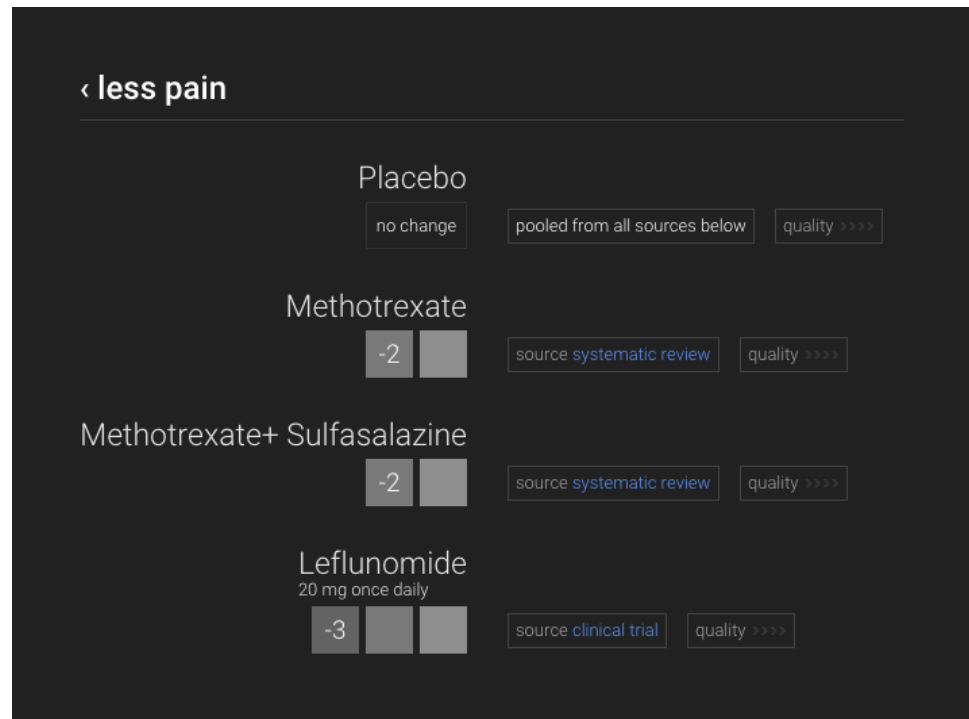 ‹ less pain
Placebo
no change pooled from all sources below quality >>>>
Methotrexate
-2 source systematic review quality >>>>
Methotrexate+ Sulfasalazine
-2 source systematic review quality >>>>
Leflunomide
20 mg once daily
-3 source clinical trial quality >>>>